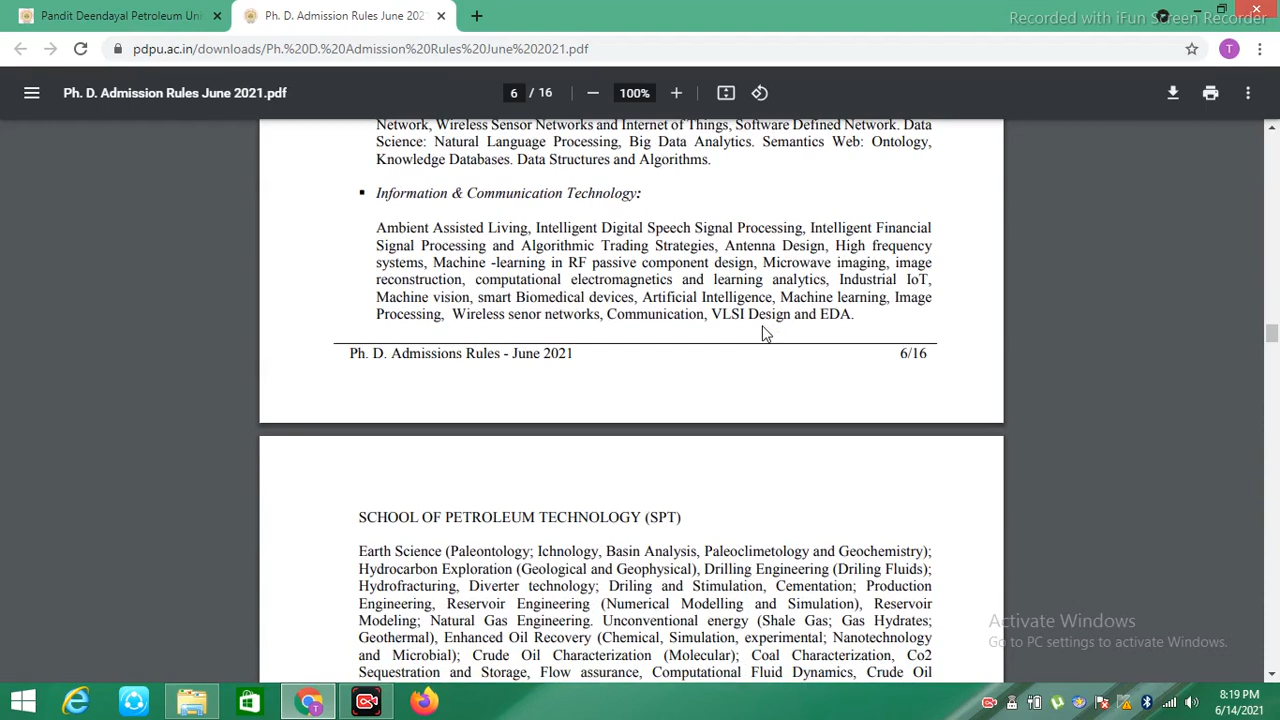 Pandit Deendayal Petroleum Uni
Ph. D. Admission Rules June 202
Recorded with iFun Screen Recorder
pdpu.ac.in/downloads/Ph.%20D.%20Admission%20Rules%20June%202021.pdf
T
Ph. D. Admission Rules June 2021.pdf
6 / 16
100%
Network, Wireless Sensor Networks and Internet of Things, Software Defined Network. Data
Science: Natural Language Processing, Big Data Analytics. Semantics Web: Ontology,
Knowledge Databases. Data Structures and Algorithms.
Information & Communication Technology:
Ambient Assisted Living, Intelligent Digital Speech Signal Processing, Intelligent Financial
Signal Processing and Algorithmic Trading Strategies, Antenna Design, High frequency
systems, Machine -learning in RF passive component design, Microwave imaging, image
reconstruction, computational electromagnetics and learning analytics, Industrial IoT,
Machine vision, smart Biomedical devices, Artificial Intelligence, Machine learning, Image
Processing, Wireless senor networks, Communication, VLSI Design and EDA.
Ph. D. Admissions Rules - June 2021 6/16
SCHOOL OF PETROLEUM TECHNOLOGY (SPT)
Earth Science (Paleontology; Ichnology, Basin Analysis, Paleoclimetology and Geochemistry);
Hydrocarbon Exploration (Geological and Geophysical), Drilling Engineering (Driling Fluids);
Hydrofracturing, Diverter technology; Driling and Stimulation, Cementation; Production
Engineering, Reservoir Engineering (Numerical Modelling and Simulation), Reservoir
Modeling; Natural Gas Engineering. Unconventional energy (Shale Gas; Gas Hydrates;
Geothermal), Enhanced Oil Recovery (Chemical, Simulation, experimental; Nanotechnology
and Microbial); Crude Oil Characterization (Molecular); Coal Characterization, Co2
Sequestration and Storage, Flow assurance, Computational Fluid Dynamics, Crude Oil
Activate Windows
Go to PC settings to activate Windows.
8:19 PM
6/14/2021